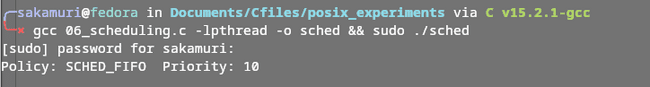 sakamuri@fedora in Documents/Cfiles/posix_experiments via C v15.2.1-gcc
× gcc 06_scheduling.c -lpthread -o sched && sudo ./sched
[sudo] password for sakamuri:
Policy: SCHED_FIFO  Priority: 10